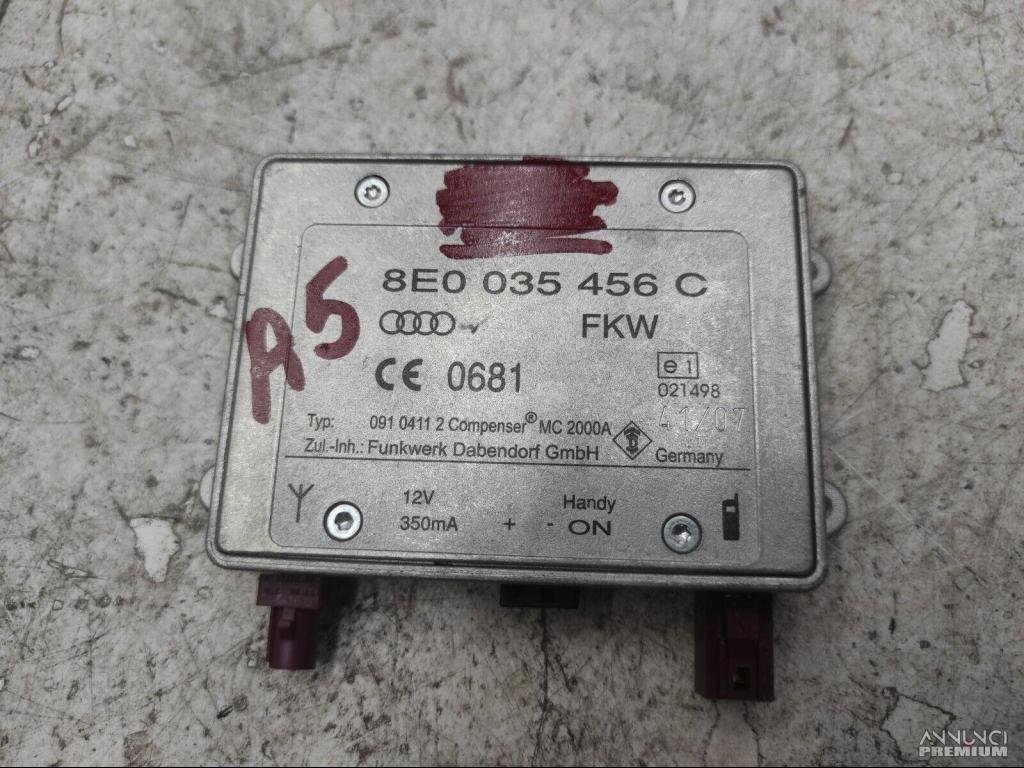 A5
8E0 035 456 C
FKW
CE 0681
e 1
021498
41/07
Typ: 091 0411 2 Compenser® MC 2000A
Zul.-Inh.: Funkwerk Dabendorf GmbH
Germany
12V Handy
350mA + - ON
ANNUNCI
PREMIUM